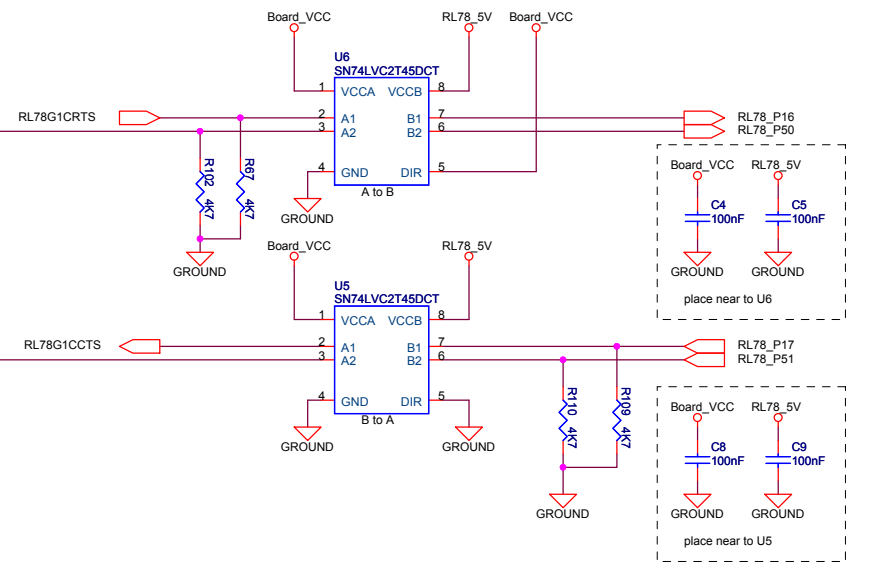 Board_VCC
RL78_5V
Board_VCC
U6
SN74LVC2T45DCT
1 VCCA VCCB 8
RL78G1CRTS
2 A1 B1 7
3 A2 B2 6
RL78_P16
RL78_P50
4 GND DIR 5
A to B
R102 4K7
R67 4K7
GROUND
GROUND
Board_VCC RL78_5V
C4
100nF
C5
100nF
GROUND GROUND
place near to U6
Board_VCC
RL78_5V
U5
SN74LVC2T45DCT
1 VCCA VCCB 8
RL78G1CCTS
2 A1 B1 7
3 A2 B2 6
RL78_P17
RL78_P51
4 GND DIR 5
B to A
GROUND
GROUND
R110 4K7
R109 4K7
GROUND
Board_VCC RL78_5V
C8
100nF
C9
100nF
GROUND GROUND
place near to U5